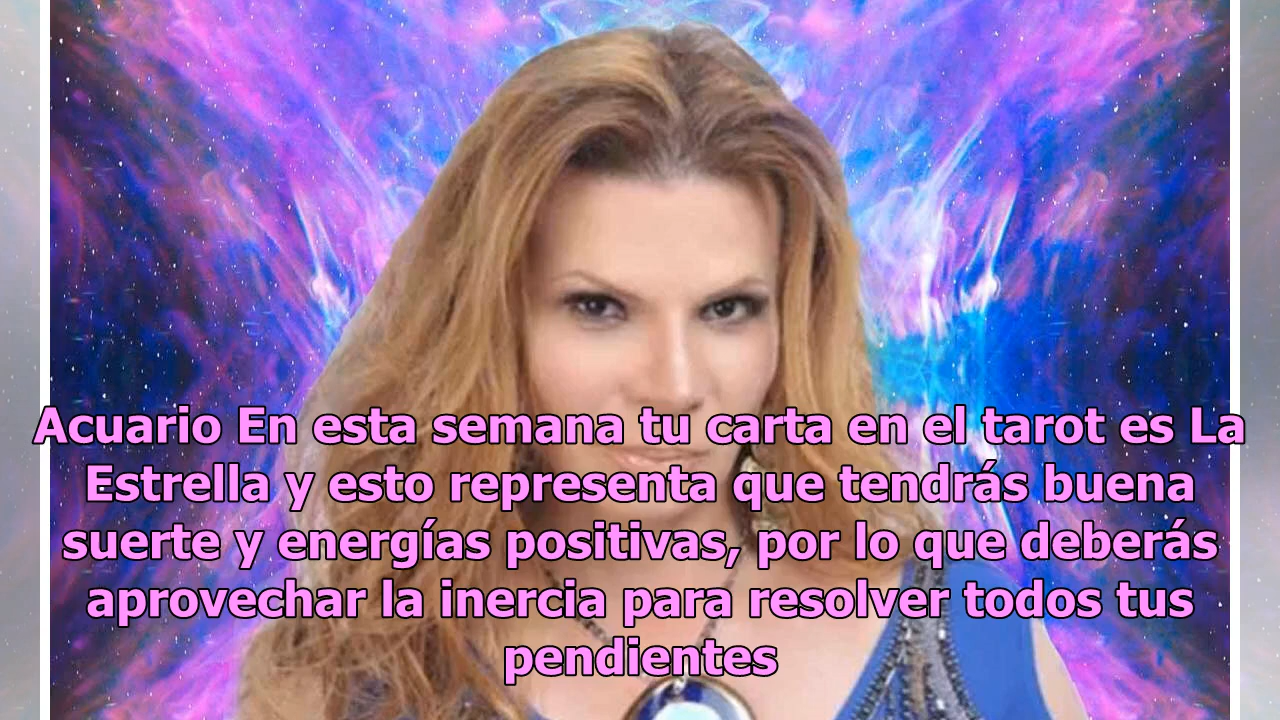 Acuario En esta semana tu carta en el tarot es La
Estrella y esto representa que tendrás buena
suerte y energías positivas, por lo que deberás
aprovechar la inercia para resolver todos tus
pendientes